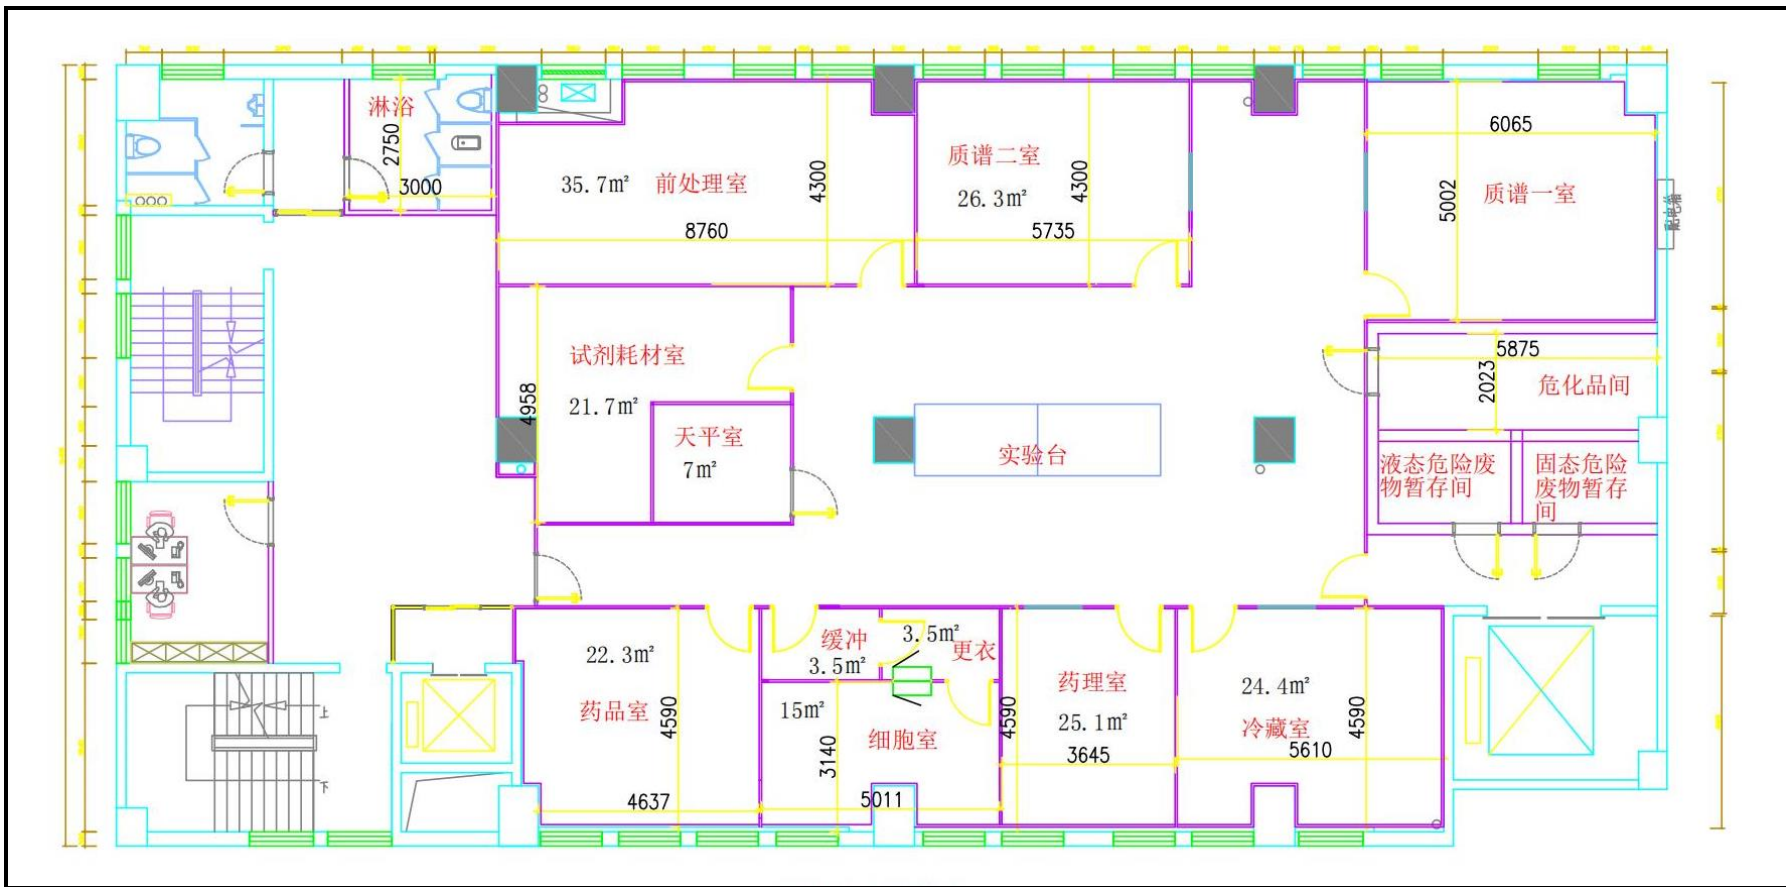 淋浴
2750
3000
35.7m²
前处理室
4300
8760
质谱二室
26.3m²
4300
5735
6065
5002
质谱一室
配电箱
试剂耗材室
4958
21.7m²
天平室
7m²
实验台
5875
2023
危化品间
液态危险废
物暂存间
固态危险
废物暂存
间
22.3m²
药品室
4590
4637
缓冲
3.5m²
3.5m²
更衣
15m²
细胞室
3140
5011
4590
药理室
25.1m²
3645
24.4m²
冷藏室
5610
4590
上
下